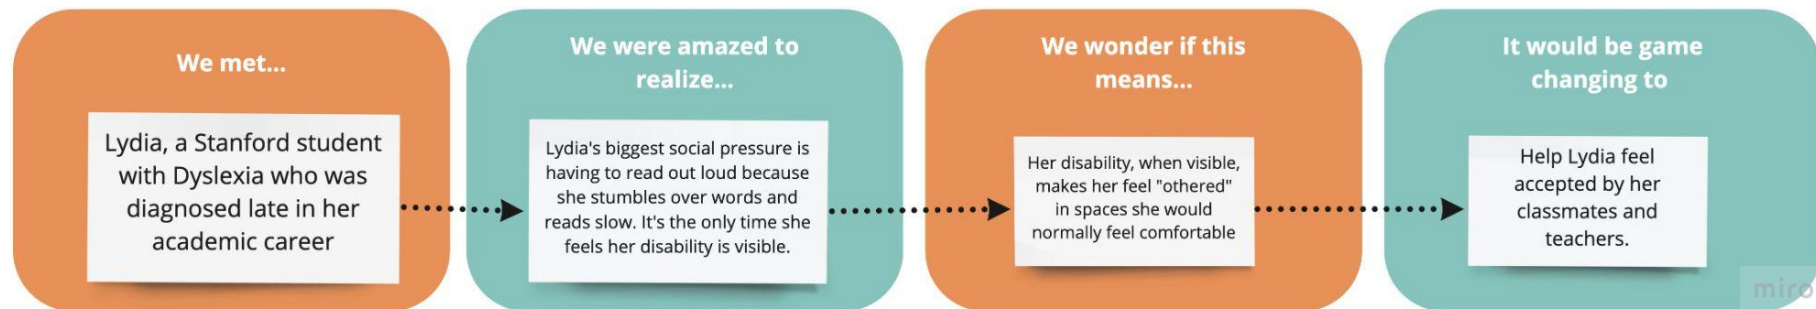 We met...
Lydia, a Stanford student
with Dyslexia who was
diagnosed late in her
academic career
We were amazed to
realize...
Lydia's biggest social pressure is
having to read out loud because
she stumbles over words and
reads slow. It's the only time she
feels her disability is visible.
We wonder if this
means...
Her disability, when visible,
makes her feel "othered"
in spaces she would
normally feel comfortable
It would be game
changing to
Help Lydia feel
accepted by her
classmates and
teachers.
miro